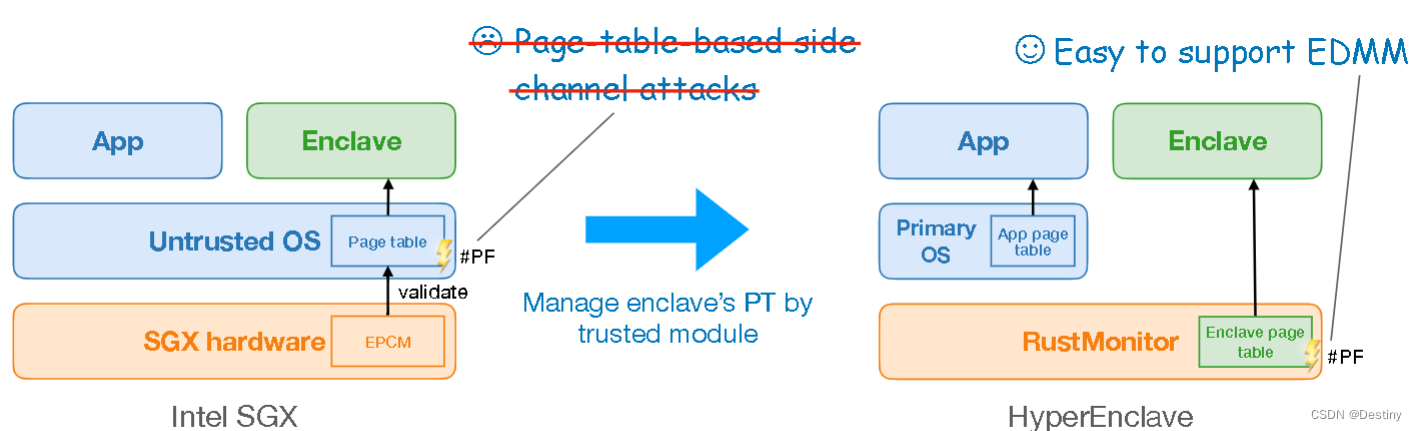 Page-table-based side
channel attacks
Easy to support EDMM
App
Enclave
Untrusted OS
Page table
#PF
validate
SGX hardware
EPCM
Intel SGX
Manage enclave's PT by
trusted module
App
Enclave
Primary
OS
App page
table
RustMonitor
Enclave page
table
#PF
HyperEnclave
CSDN @Destiny